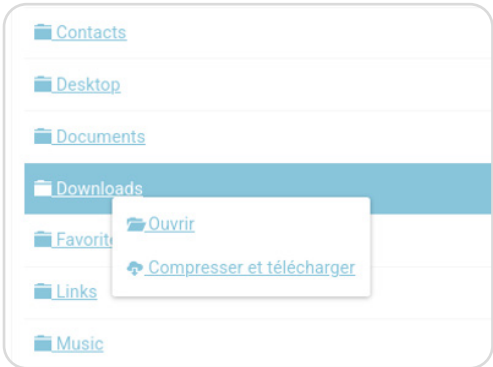 Contacts
Desktop
Documents
Downloads
Ouvrir
Favorite
Compresser et télécharger
Links
Music